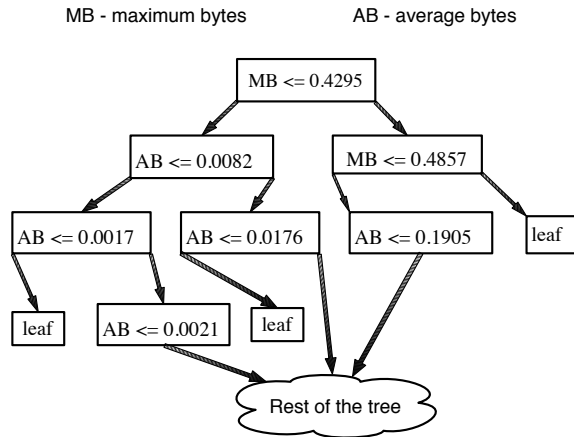 MB - maximum bytes
AB - average bytes
MB <= 0.4295
AB <= 0.0082
MB <= 0.4857
AB <= 0.0017
AB <= 0.0176
AB <= 0.1905
leaf
leaf
AB <= 0.0021
leaf
Rest of the tree